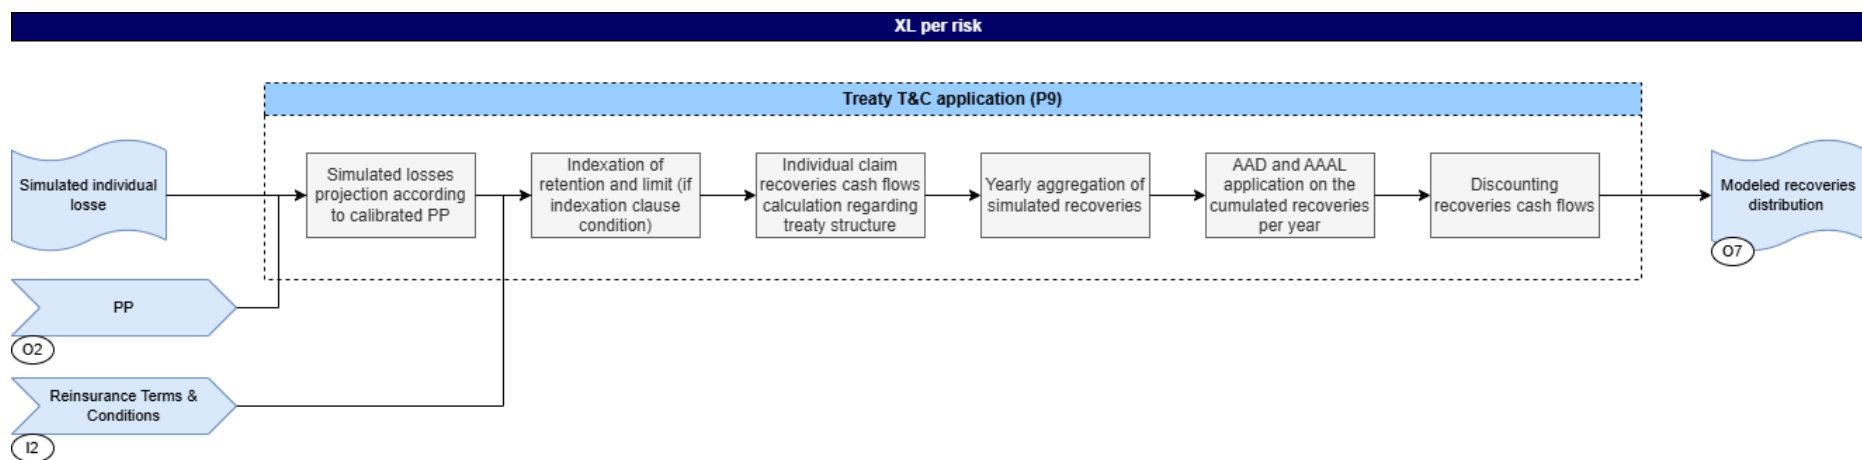 XL per risk
Treaty T&C application (P9)
Simulated individual
losse
Simulated losses
projection according
to calibrated PP
Indexation of
retention and limit (if
indexation clause
condition)
Individual claim
recoveries cash flows
calculation regarding
treaty structure
Yearly aggregation of
simulated recoveries
AAD and AAAL
application on the
cumulated recoveries
per year
Discounting
recoveries cash flows
Modeled recoveries
distribution
O7
PP
O2
Reinsurance Terms &
Conditions
I2